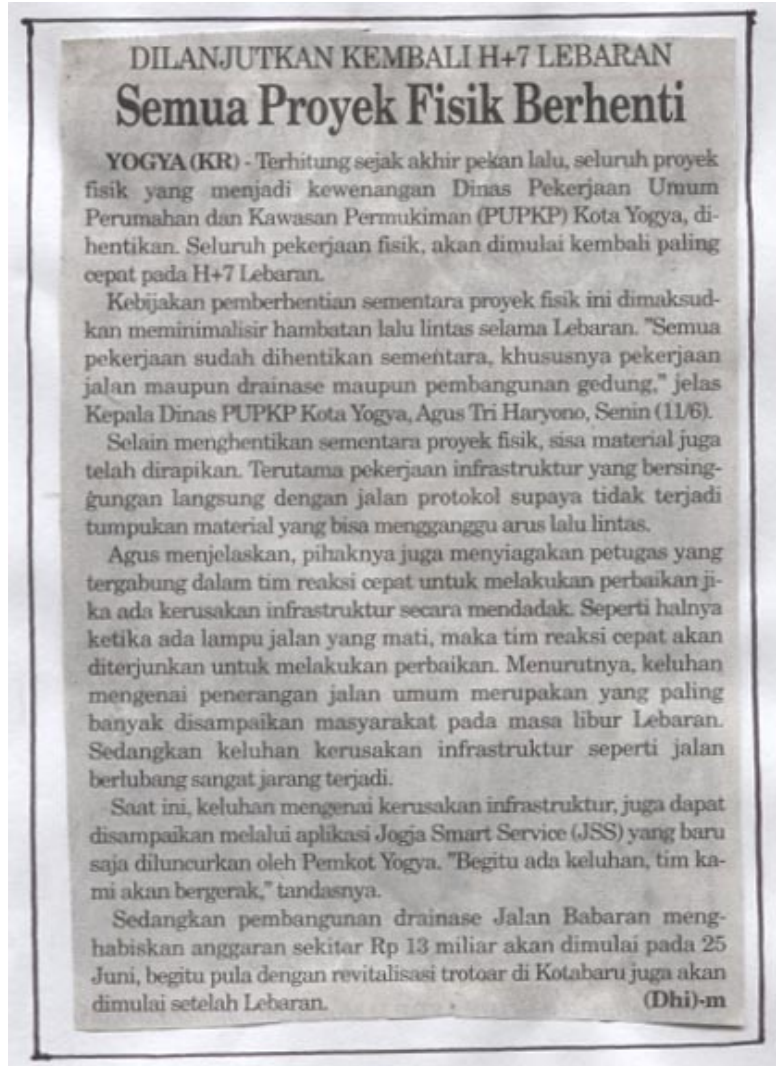 DILANJUTKAN KEMBALI H+7 LEBARAN
Semua Proyek Fisik Berhenti
YOGYA (KR) - Terhitung sejak akhir pekan lalu, seluruh proyek
fisik yang menjadi kewenangan Dinas Pekerjaan Umum
Perumahan dan Kawasan Permukiman (PUPKP) Kota Yogya, di-
hentikan. Seluruh pekerjaan fisik, akan dimulai kembali paling
cepat pada H+7 Lebaran.
Kebijakan pemberhentian sementara proyek fisik ini dimaksud-
kan meminimalisir hambatan lalu lintas selama Lebaran. "Semua
pekerjaan sudah dihentikan sementara, khususnya pekerjaan
jalan maupun drainase maupun pembangunan gedung," jelas
Kepala Dinas PUPKP Kota Yogya, Agus Tri Haryono, Senin (11/6).
Selain menghentikan sementara proyek fisik, sisa material juga
telah dirapikan. Terutama pekerjaan infrastruktur yang bersing-
gungan langsung dengan jalan protokol supaya tidak terjadi
tumpukan material yang bisa mengganggu arus lalu lintas.
Agus menjelaskan, pihaknya juga menyiagakan petugas yang
tergabung dalam tim reaksi cepat untuk melakukan perbaikan ji-
ka ada kerusakan infrastruktur secara mendadak. Seperti halnya
ketika ada lampu jalan yang mati, maka tim reaksi cepat akan
diterjunkan untuk melakukan perbaikan. Menurutnya, keluhan
mengenai penerangan jalan umum merupakan yang paling
banyak disampaikan masyarakat pada masa libur Lebaran.
Sedangkan keluhan kerusakan infrastruktur seperti jalan
berlubang sangat jarang terjadi.
Saat ini, keluhan mengenai kerusakan infrastruktur, juga dapat
disampaikan melalui aplikasi Jogja Smart Service (JSS) yang baru
saja diluncurkan oleh Pemkot Yogya. "Begitu ada keluhan, tim ka-
mi akan bergerak," tandasnya.
Sedangkan pembangunan drainase Jalan Babaran meng-
habiskan anggaran sekitar Rp 13 miliar akan dimulai pada 25
Juni, begitu pula dengan revitalisasi trotoar di Kotabaru juga akan
dimulai setelah Lebaran. (Dhi)-m